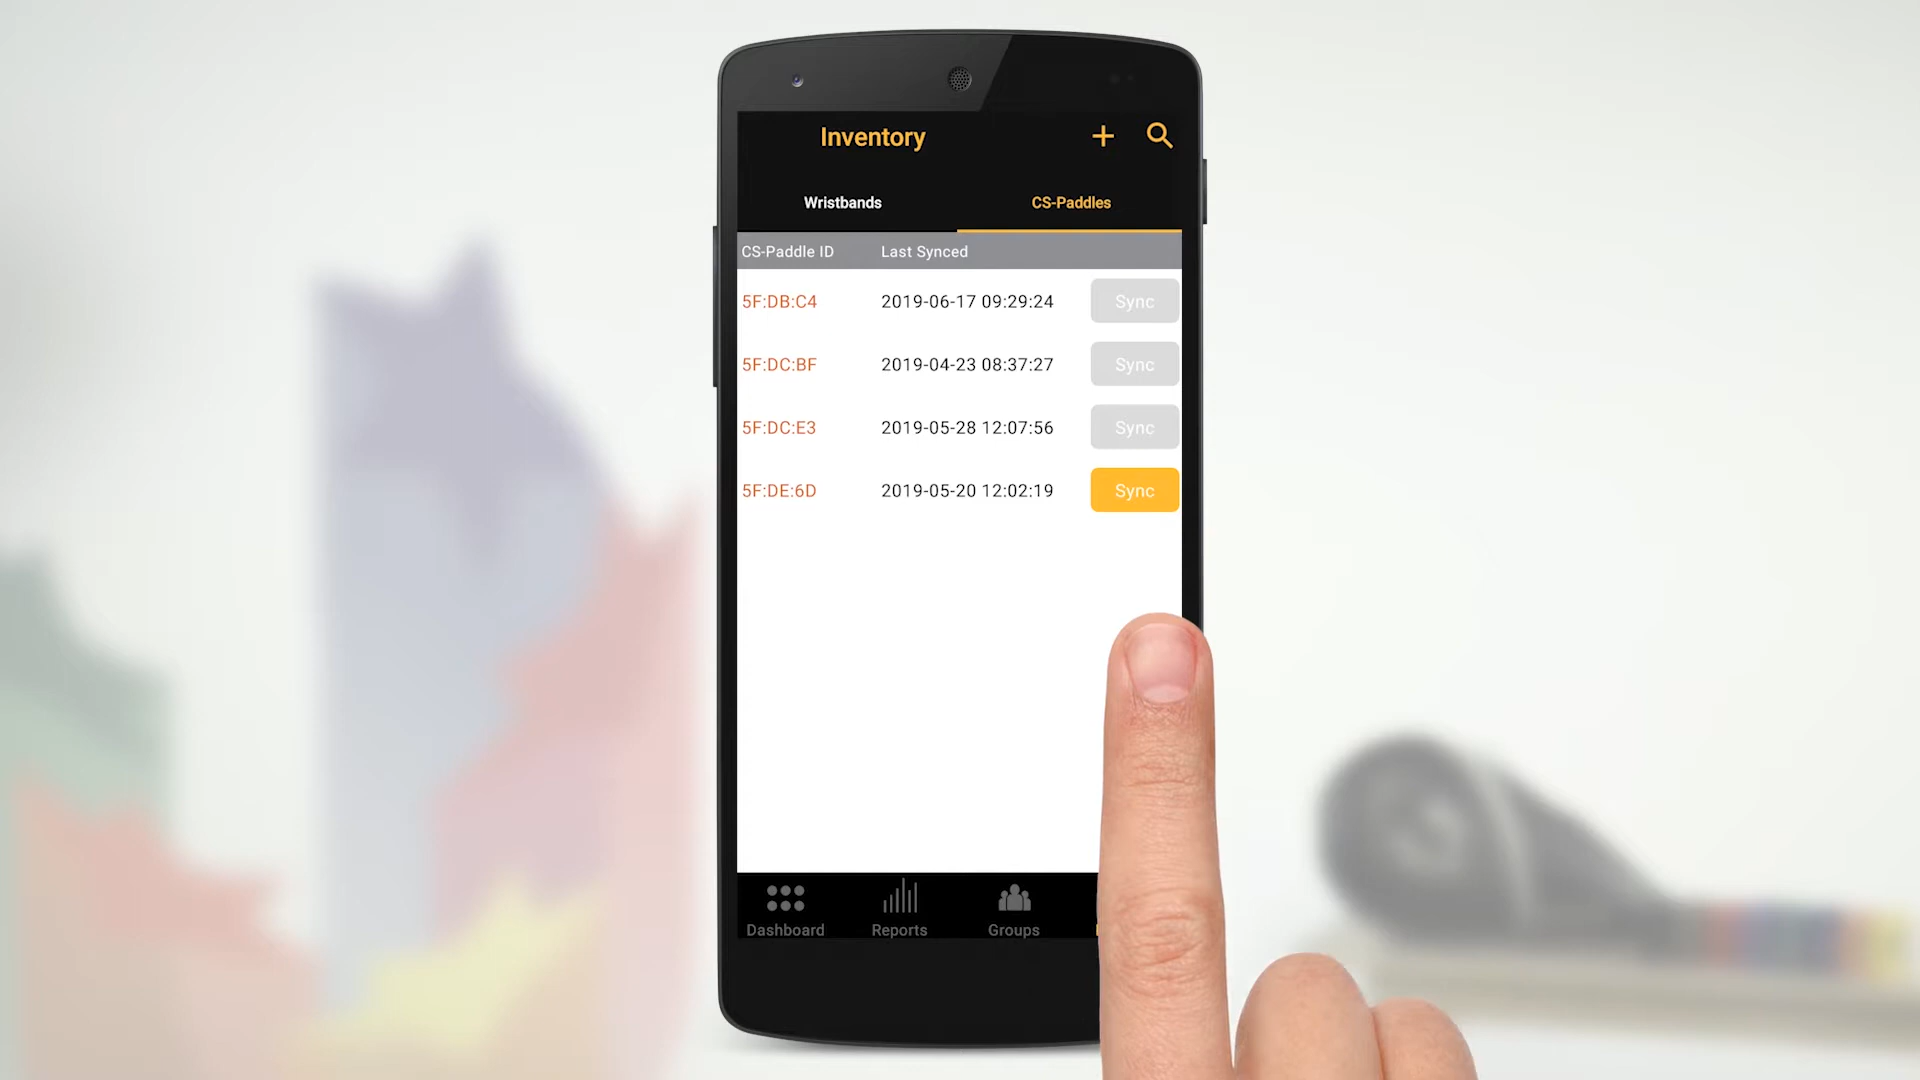 Inventory
Wristbands CS-Paddles
CS-Paddle ID Last Synced
5F:DB:C4 2019-06-17 09:29:24 Sync
5F:DC:BF 2019-04-23 08:37:27 Sync
5F:DC:E3 2019-05-28 12:07:56 Sync
5F:DE:6D 2019-05-20 12:02:19 Sync
Dashboard Reports Groups